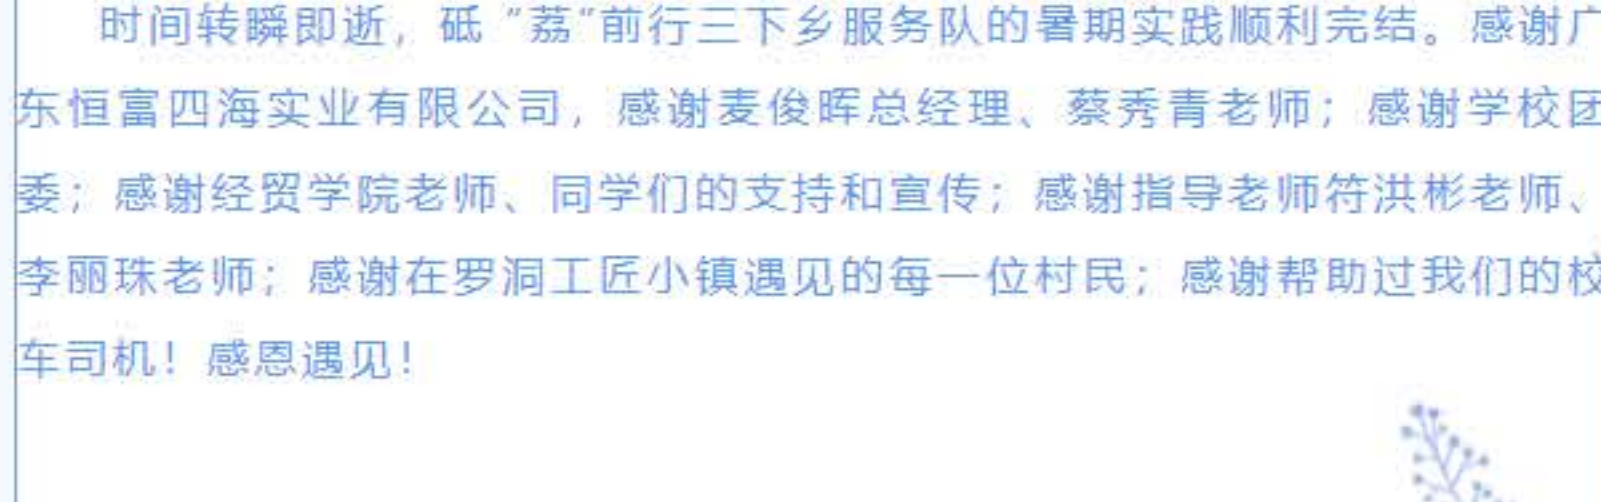 时间转瞬即逝，砥“荔”前行三下乡服务队的暑期实践顺利完结。感谢广
东恒富四海实业有限公司，感谢麦俊晖总经理、蔡秀青老师；感谢学校团
委；感谢经贸学院老师、同学们的支持和宣传；感谢指导老师符洪彬老师、
李丽珠老师；感谢在罗洞工匠小镇遇见的每一位村民；感谢帮助过我们的校
车司机！感恩遇见！